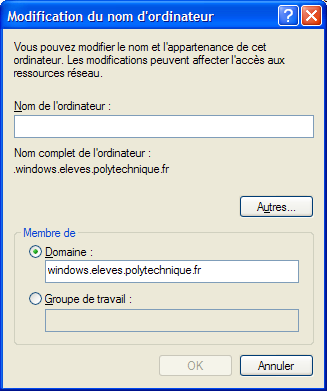 Modification du nom d'ordinateur
Vous pouvez modifier le nom et l'appartenance de cet
ordinateur. Les modifications peuvent affecter l'accès aux
ressources réseau.
Nom de l'ordinateur :
Nom complet de l'ordinateur :
.windows.eleves.polytechnique.fr
Autres...
Membre de
Domaine :
windows.eleves.polytechnique.fr
Groupe de travail :
OK Annuler